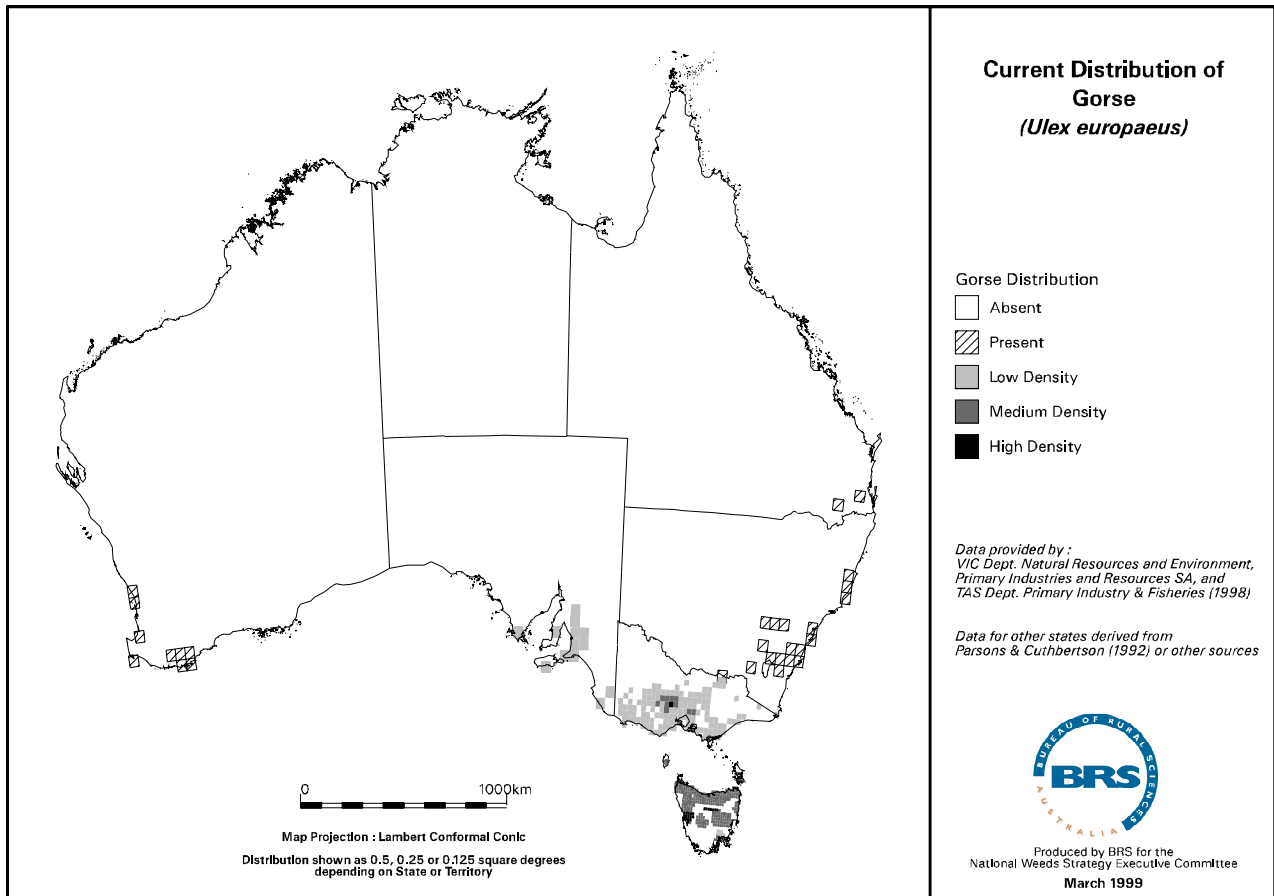 Current Distribution of
Gorse
(Ulex europaeus)
Gorse Distribution
Absent
Present
Low Density
Medium Density
High Density
Data provided by :
VIC Dept. Natural Resources and Environment,
Primary Industries and Resources SA, and
TAS Dept. Primary Industry & Fisheries (1998)
Data for other states derived from
Parsons & Cuthbertson (1992) or other sources
BUREAU OF RURAL SCIENCES
BRS
AUSTRALIA
Produced by BRS for the
National Weeds Strategy Executive Committee
March 1999
0 1000km
Map Projection : Lambert Conformal Conic
Distribution shown as 0.5, 0.25 or 0.125 square degrees
depending on State or Territory